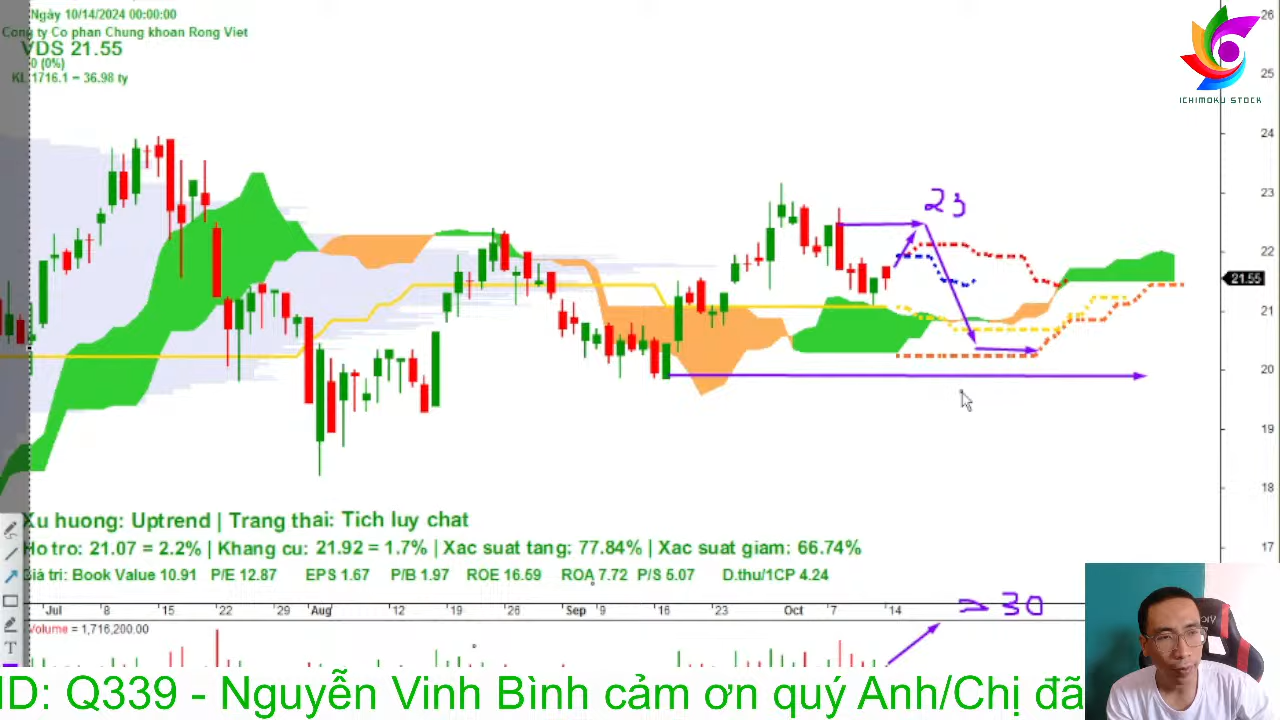 Ngày 10/14/2024 00:00:00
26
Cong ty Co phan Chung khoan Rong Viet
VDS 21.55
0 (0%)
KL 1716.1 ~ 36.98 ty
25
ICHIMOKU STOCK
24
23
23
22
21.55
21
20
19
18
Xu huong: Uptrend | Trang thai: Tich luy chat
Ho tro: 21.07 = 2.2% | Khang cu: 21.92 = 1.7% | Xac suat tang: 77.84% | Xac suat giam: 66.74%
17
Gia tri: Book Value 10.91 P/E 12.87 EPS 1.67 P/B 1.97 ROE 16.59 ROA 7.72 P/S 5.07 D.thu/1CP 4.24
Jul 8 15 22 29 Aug 12 19 26 Sep 9 16 23 Oct 7 14
=> 30
Volume = 1,716,200.00
T
ID: Q339 - Nguyễn Vinh Bình cảm ơn quý Anh/Chị đã